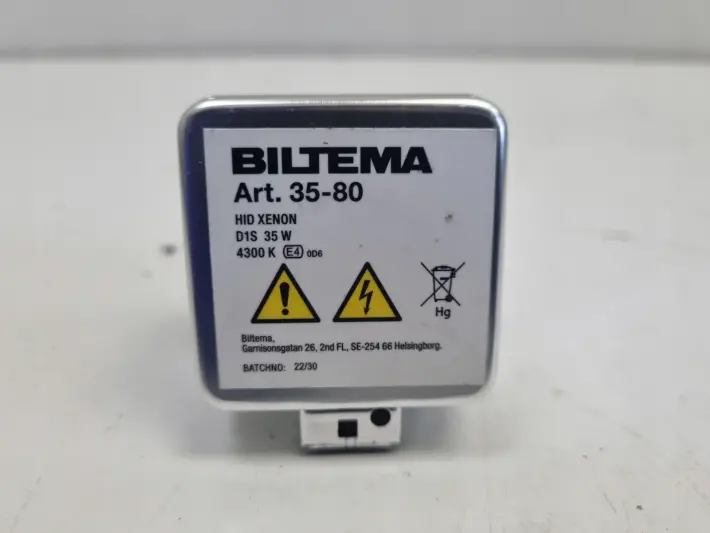 BILTEMA
Art. 35-80
HID XENON
D1S 35 W
4300 K E4 0D6
Hg
Biltema,
Garnisonsgatan 26, 2nd FL, SE-254 66 Helsingborg.
BATCHNO: 22/30